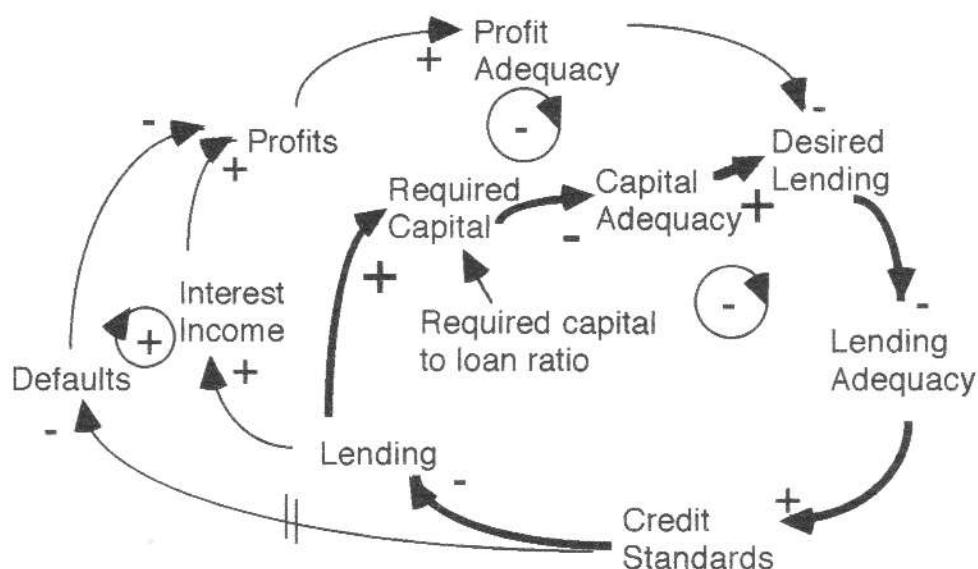 Profit
Adequacy
+
-
-
-
Profits
+
Desired
Lending
Required
Capital
Capital
Adequacy
+
-
+
-
-
Interest
Income
+
Required capital
to loan ratio
Lending
Adequacy
Defaults
+
-
Lending
-
+
Credit
Standards